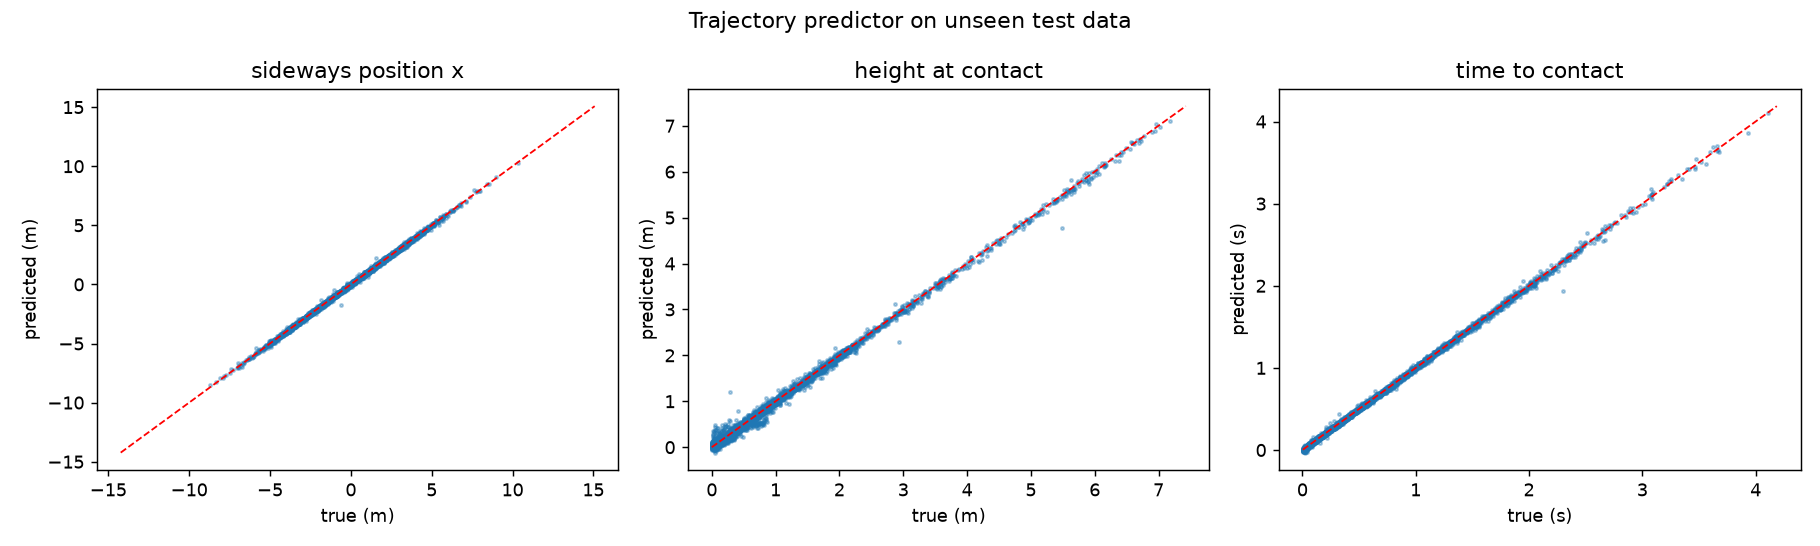 Trajectory predictor on unseen test data
sideways position x
predicted (m)
15
10
5
0
−5
−10
−15
−15 −10 −5 0 5 10 15
true (m)
height at contact
predicted (m)
7
6
5
4
3
2
1
0
0 1 2 3 4 5 6 7
true (m)
time to contact
predicted (s)
4
3
2
1
0
0 1 2 3 4
true (s)